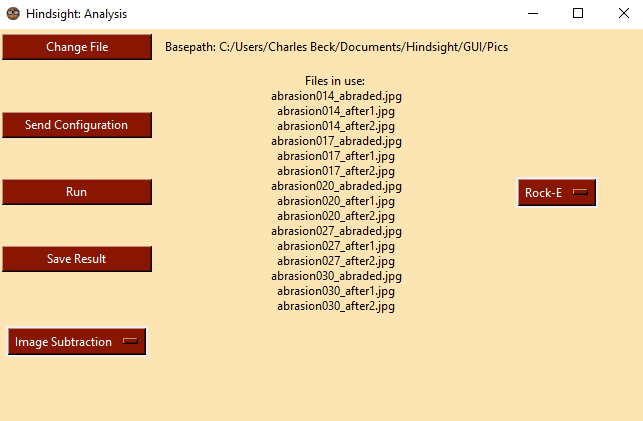 Hindsight: Analysis
Change File
Basepath: C:/Users/Charles Beck/Documents/Hindsight/GUI/Pics
Files in use:
abrasion014_abraded.jpg
abrasion014_after1.jpg
Send Configuration
abrasion014_after2.jpg
abrasion017_abraded.jpg
abrasion017_after1.jpg
abrasion017_after2.jpg
abrasion020_abraded.jpg
Run
Rock-E
abrasion020_after1.jpg
abrasion020_after2.jpg
abrasion027_abraded.jpg
abrasion027_after1.jpg
Save Result
abrasion027_after2.jpg
abrasion030_abraded.jpg
abrasion030_after1.jpg
abrasion030_after2.jpg
Image Subtraction